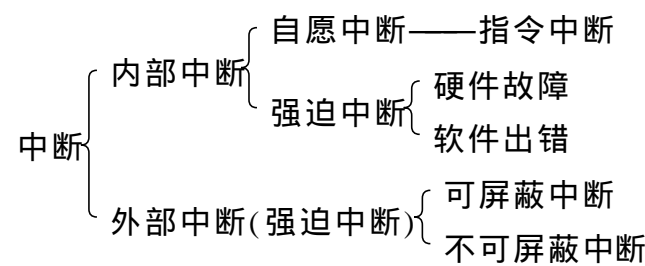 自愿中断——指令中断
内部中断
硬件故障
强迫中断
软件出错
中断
可屏蔽中断
外部中断(强迫中断)
不可屏蔽中断